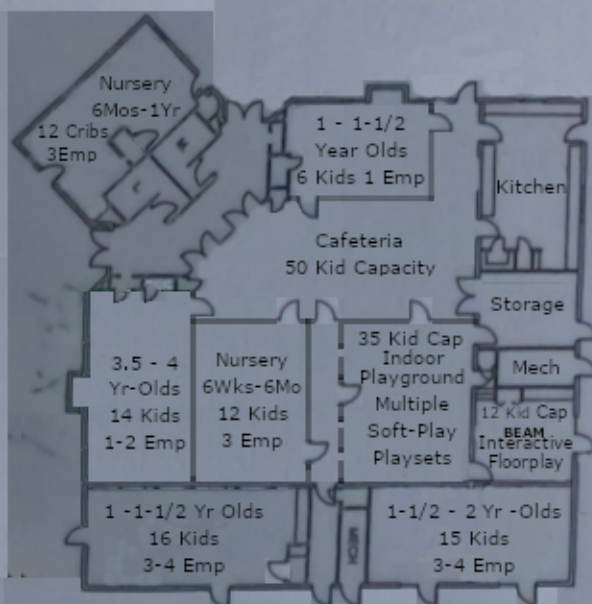 Nursery
6Mos-1Yr
12 Cribs
3Emp
1 - 1-1/2
Year Olds
6 Kids 1 Emp
Kitchen
Cafeteria
50 Kid Capacity
Storage
3.5 - 4
Yr-Olds
14 Kids
1-2 Emp
Nursery
6Wks-6Mo
12 Kids
3 Emp
35 Kid Cap
Indoor
Playground
Multiple
Soft-Play
Playsets
Mech
12 Kid Cap
BEAM
Interactive
Floorplay
1 -1-1/2 Yr Olds
16 Kids
3-4 Emp
MECH
1-1/2 - 2 Yr -Olds
15 Kids
3-4 Emp